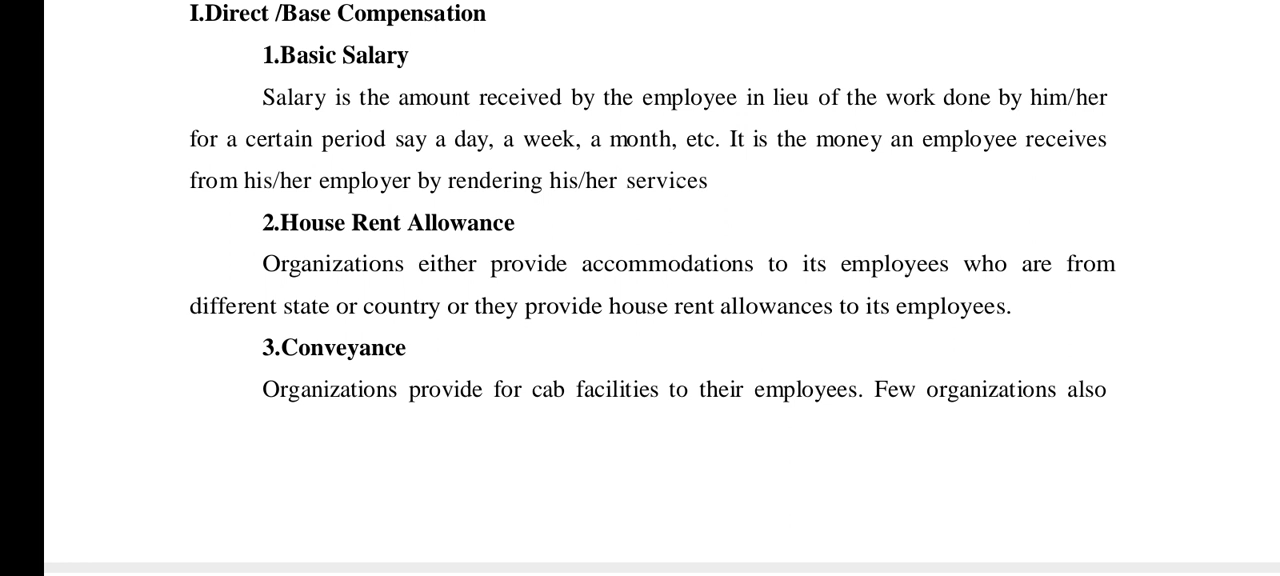 I.Direct /Base Compensation
1.Basic Salary
Salary is the amount received by the employee in lieu of the work done by him/her
for a certain period say a day, a week, a month, etc. It is the money an employee receives
from his/her employer by rendering his/her services
2.House Rent Allowance
Organizations either provide accommodations to its employees who are from
different state or country or they provide house rent allowances to its employees.
3.Conveyance
Organizations provide for cab facilities to their employees. Few organizations also